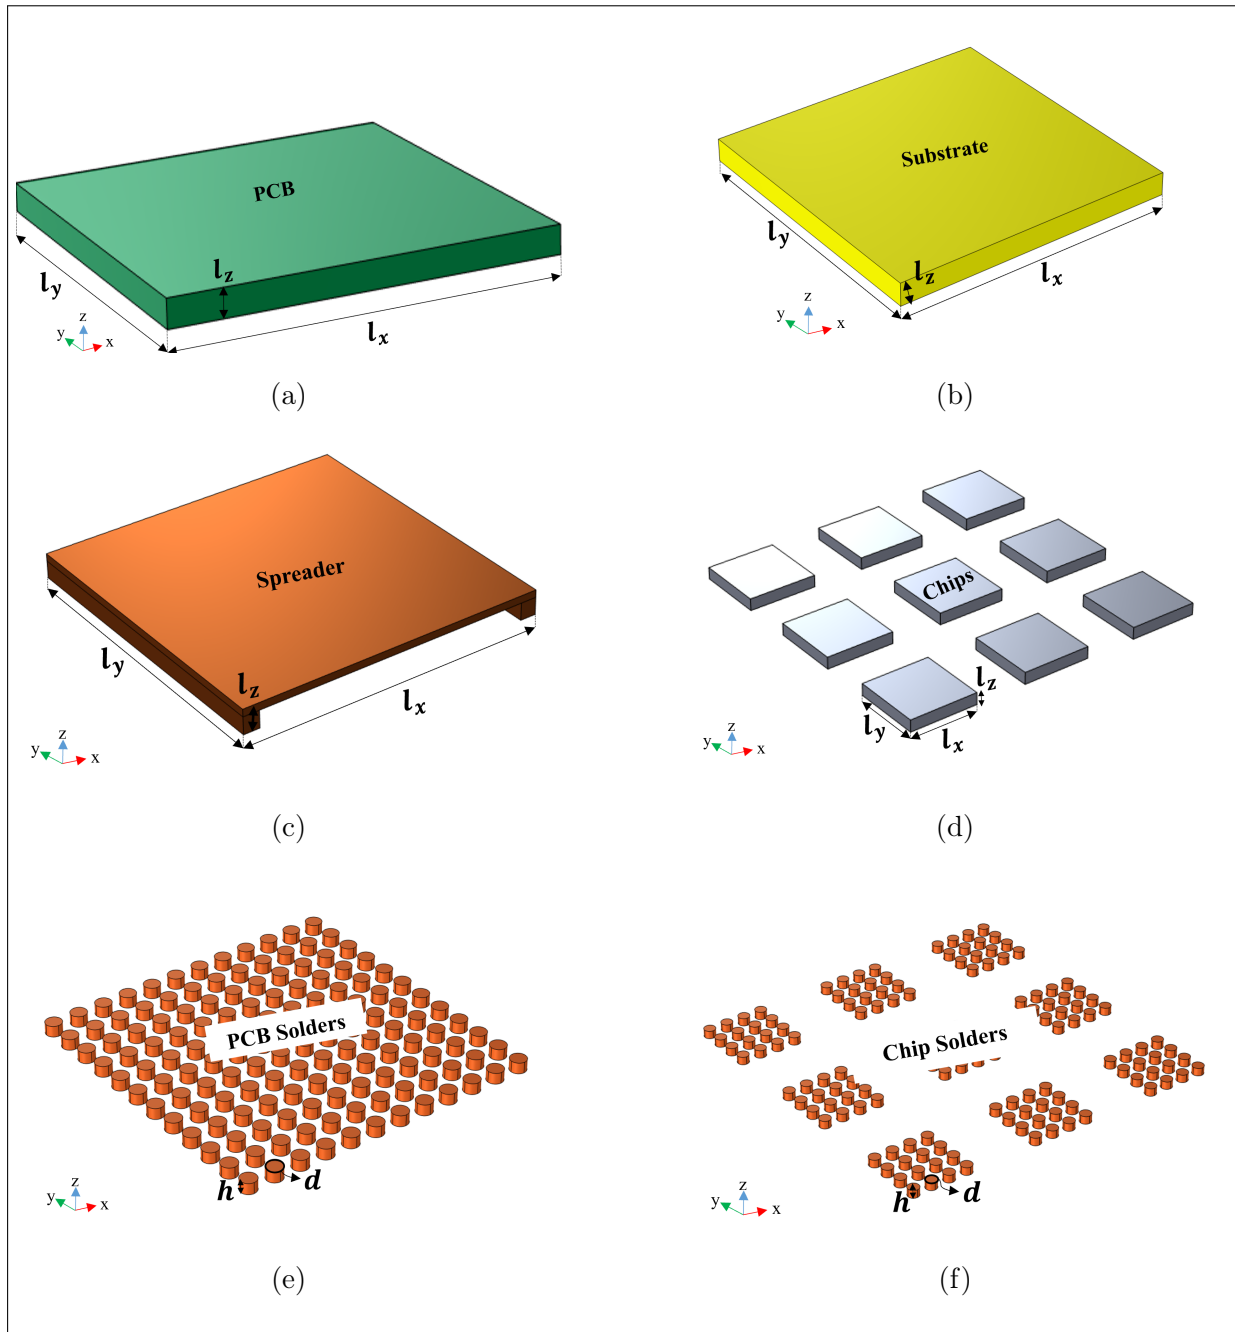 PCB
l_z
l_y
l_x
z
y
x
(a)
Substrate
l_y
l_z
l_x
z
y
x
(b)
Spreader
l_y
l_z
l_x
z
y
x
(c)
Chips
l_z
l_y
l_x
z
y
x
(d)
PCB Solders
h
d
z
y
x
(e)
Chip Solders
h
d
z
y
x
(f)